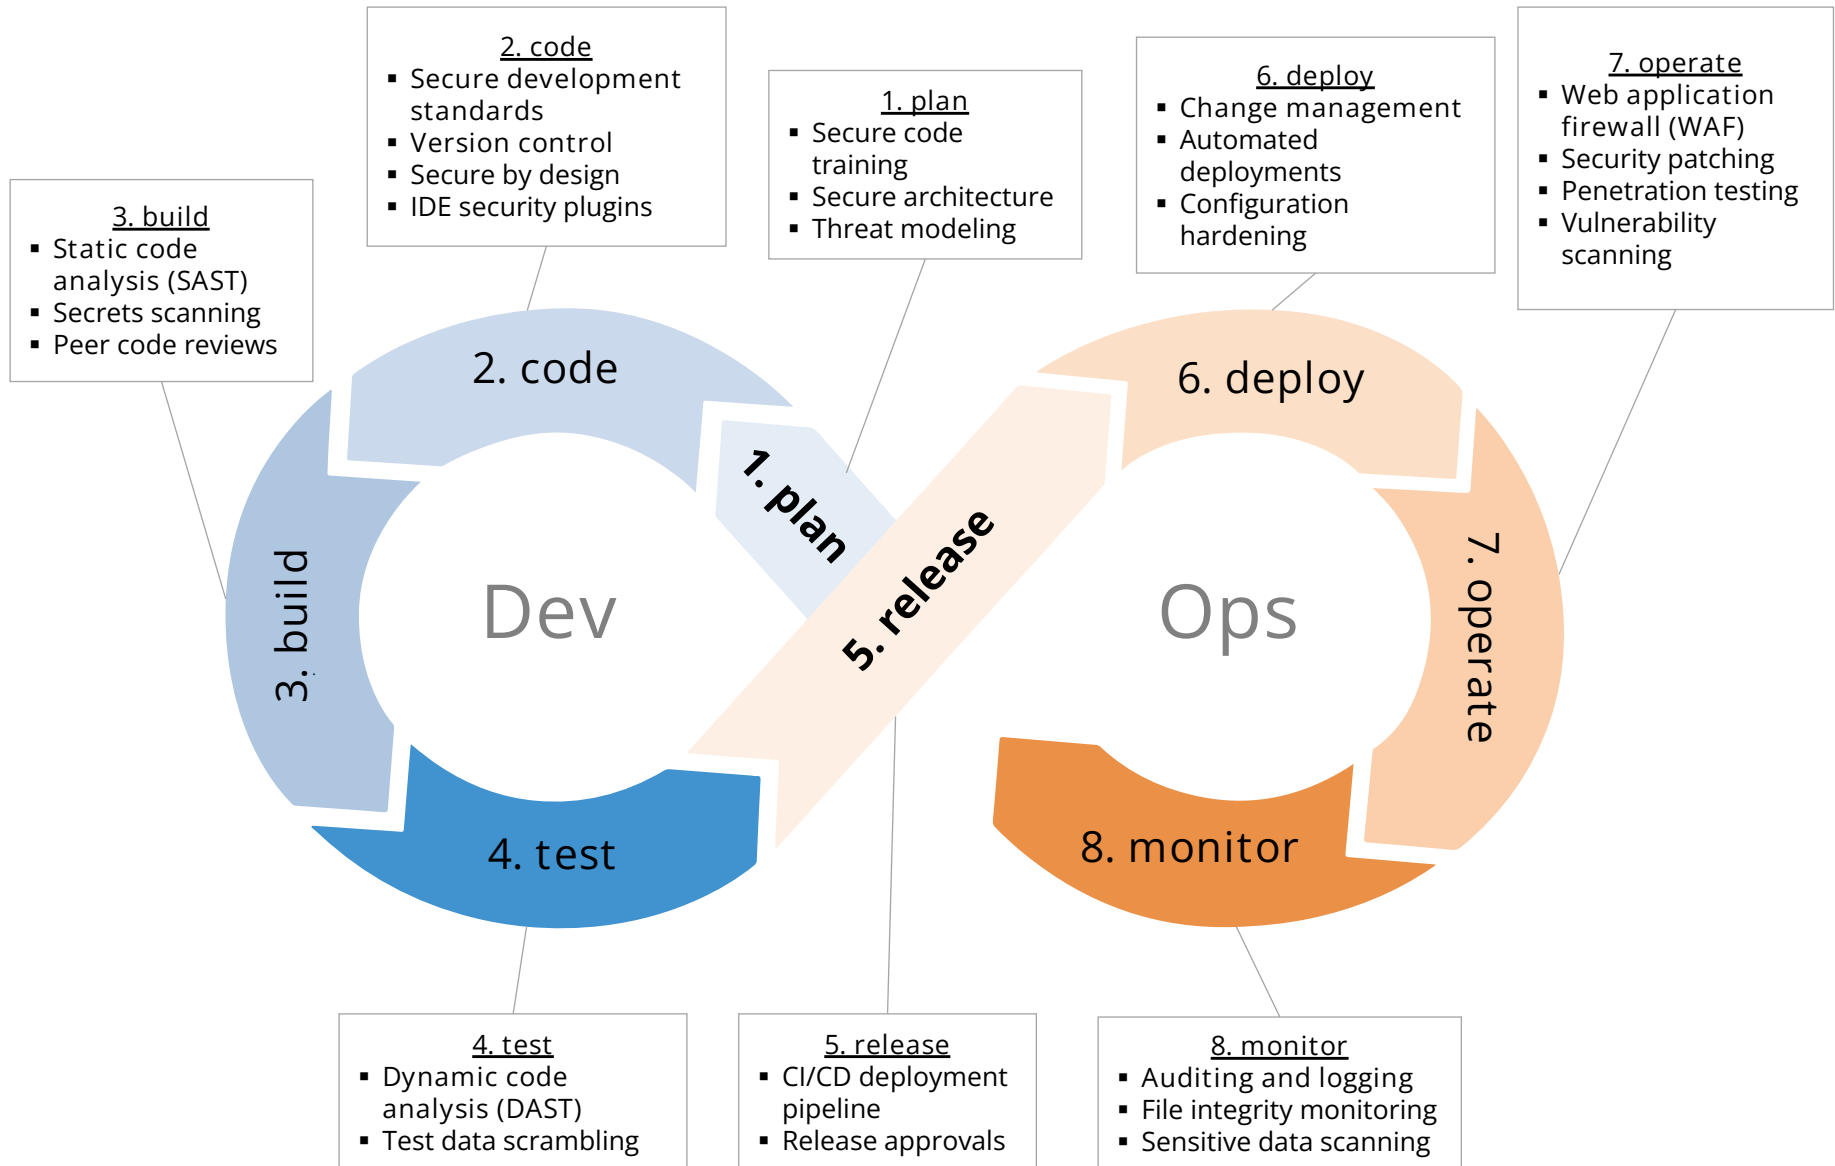 2. code
▪ Secure development
standards
▪ Version control
▪ Secure by design
▪ IDE security plugins
1. plan
▪ Secure code
training
▪ Secure architecture
▪ Threat modeling
6. deploy
▪ Change management
▪ Automated
deployments
▪ Configuration
hardening
7. operate
▪ Web application
firewall (WAF)
▪ Security patching
▪ Penetration testing
▪ Vulnerability
scanning
3. build
▪ Static code
analysis (SAST)
▪ Secrets scanning
▪ Peer code reviews
2. code
1. plan
3. build
Dev
4. test
5. release
6. deploy
Ops
7. operate
8. monitor
4. test
▪ Dynamic code
analysis (DAST)
▪ Test data scrambling
5. release
▪ CI/CD deployment
pipeline
▪ Release approvals
8. monitor
▪ Auditing and logging
▪ File integrity monitoring
▪ Sensitive data scanning